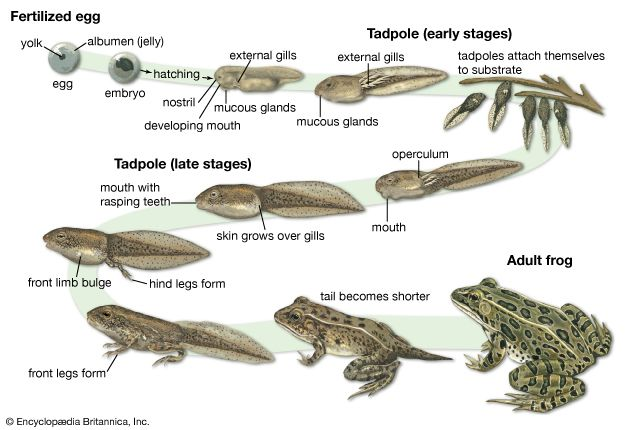 Fertilized egg
yolk
albumen (jelly)
egg
embryo
hatching
nostril
developing mouth
mucous glands
external gills
Tadpole (early stages)
external gills
mucous glands
tadpoles attach themselves
to substrate
Tadpole (late stages)
operculum
mouth
mouth with
rasping teeth
skin grows over gills
front limb bulge
hind legs form
front legs form
tail becomes shorter
Adult frog
© Encyclopædia Britannica, Inc.